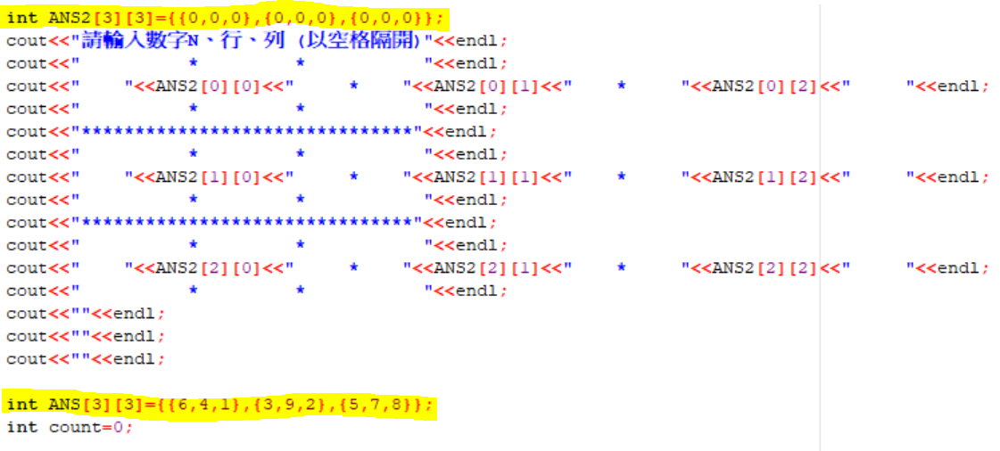 int ANS2[3][3]={{0,0,0},{0,0,0},{0,0,0}};
cout<<"請輸入數字N、行、列 (以空格隔開)"<<endl;
cout<<"          *         *           "<<endl;
cout<<"    "<<ANS2[0][0]<<"     *    "<<ANS2[0][1]<<"    *     "<<ANS2[0][2]<<"     "<<endl;
cout<<"          *         *           "<<endl;
cout<<"*******************************"<<endl;
cout<<"          *         *           "<<endl;
cout<<"    "<<ANS2[1][0]<<"     *    "<<ANS2[1][1]<<"    *     "<<ANS2[1][2]<<"     "<<endl;
cout<<"          *         *           "<<endl;
cout<<"*******************************"<<endl;
cout<<"          *         *           "<<endl;
cout<<"    "<<ANS2[2][0]<<"     *    "<<ANS2[2][1]<<"    *     "<<ANS2[2][2]<<"     "<<endl;
cout<<"          *         *           "<<endl;
cout<<""<<endl;
cout<<""<<endl;
cout<<""<<endl;
int ANS[3][3]={{6,4,1},{3,9,2},{5,7,8}};
int count=0;